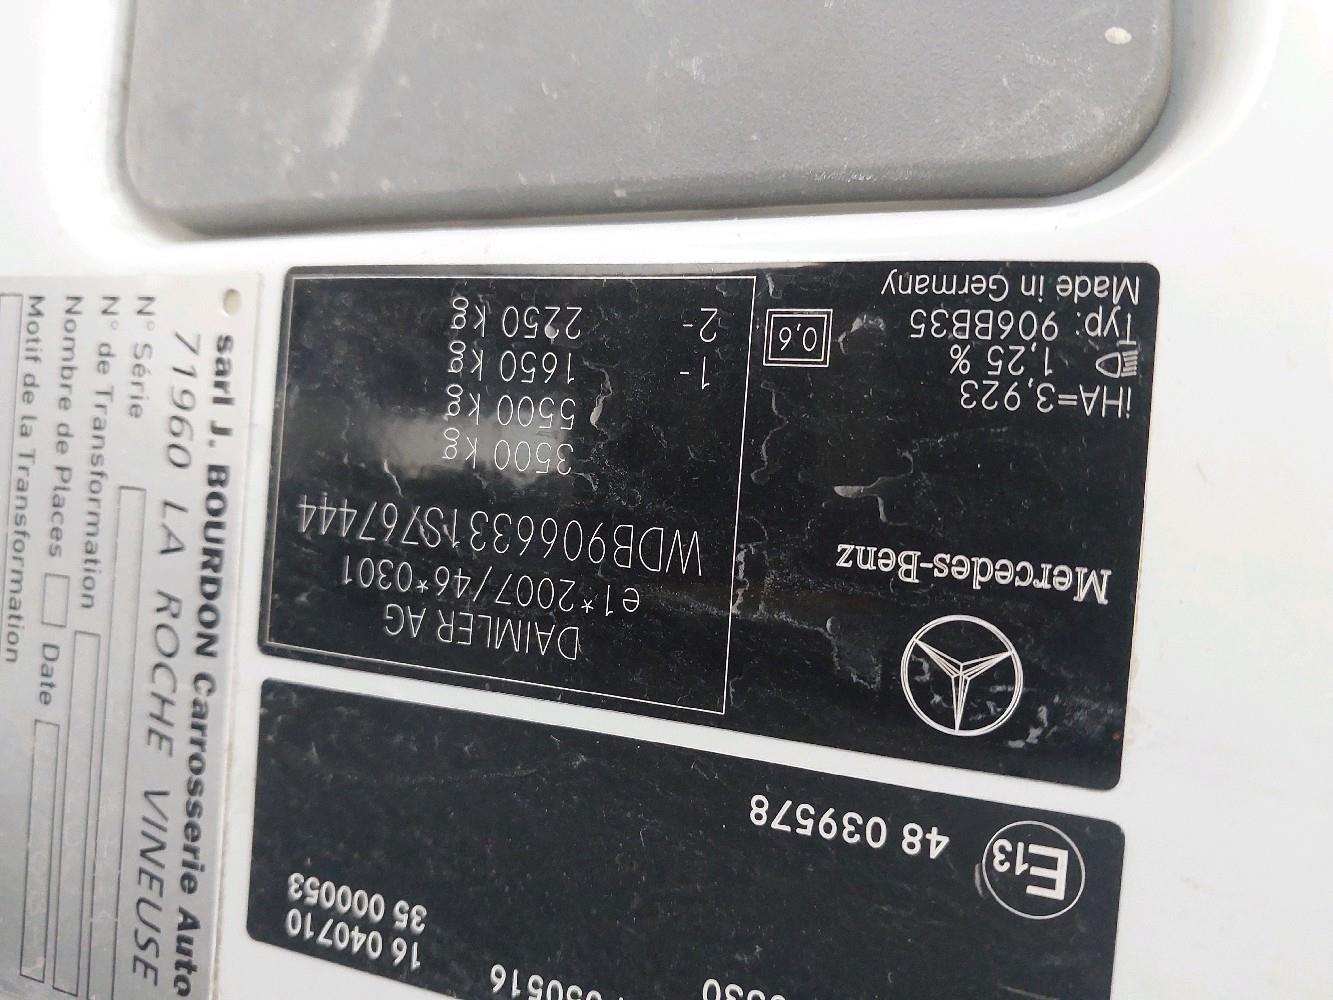 Mercedes-Benz
DAIMLER AG
e1*2007/46*0301
WDB9066331S767444
3500 kg
5500 kg
1- 1650 kg
2- 2250 kg
iHA=3,923
1,25 %
Typ: 906BB35
0,6
Made in Germany
E13
48 039578
16 040710
35 000053
sarl J. BOURDON Carrosserie Auto
71960 LA ROCHE VINEUSE
N° Série
N° de Transformation
Nombre de Places
Date
Motif de la Transformation